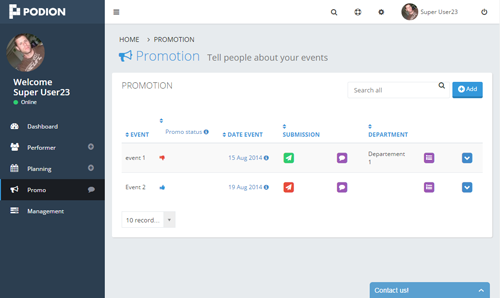 PODION
Super User23
Welcome
Super User23
Online
Dashboard
Performer
Planning
Promo
Management
HOME > PROMOTION
Promotion Tell people about your events
PROMOTION
Search all
Add
EVENT
Promo status
DATE EVENT
SUBMISSION
DEPARTMENT
event 1
15 Aug 2014
Departement
1
Event 2
19 Aug 2014
10 record...
Contact us!